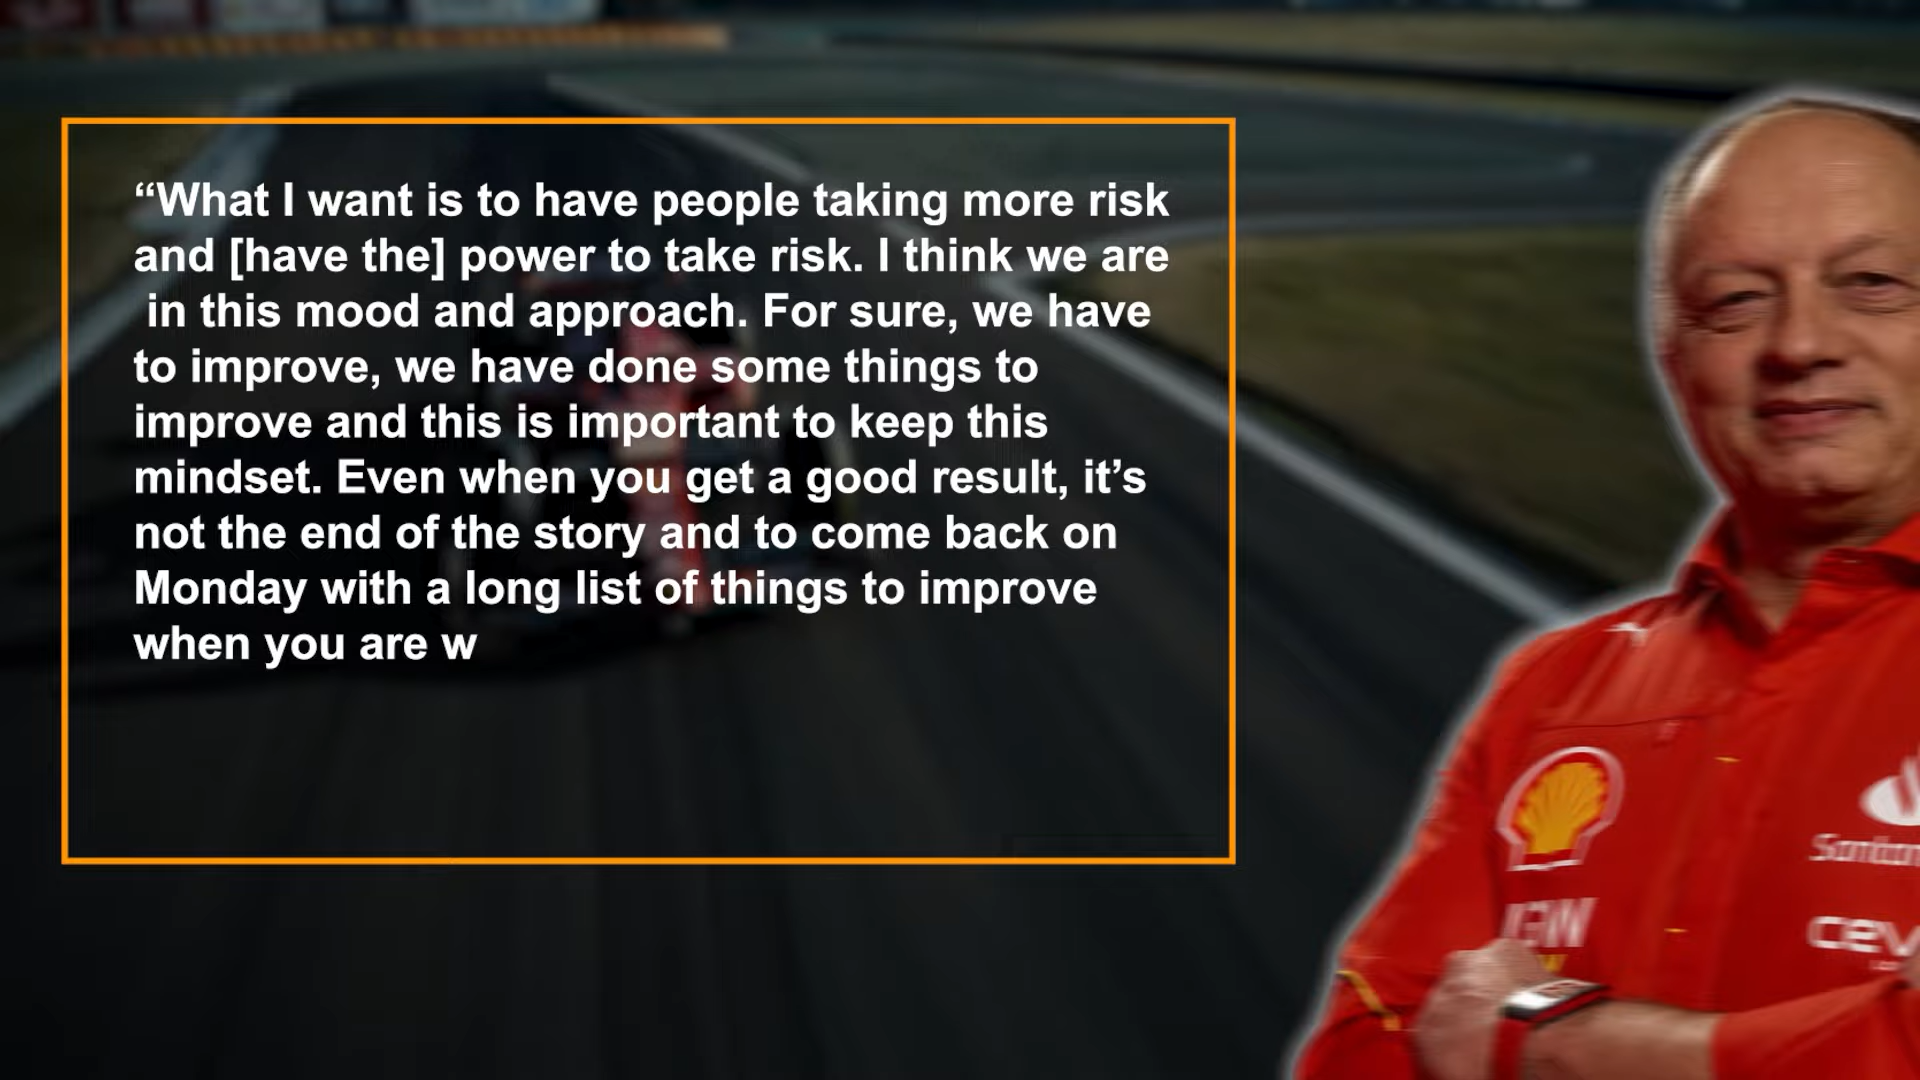 “What I want is to have people taking more risk
and [have the] power to take risk. I think we are
in this mood and approach. For sure, we have
to improve, we have done some things to
improve and this is important to keep this
mindset. Even when you get a good result, it’s
not the end of the story and to come back on
Monday with a long list of things to improve
when you are w